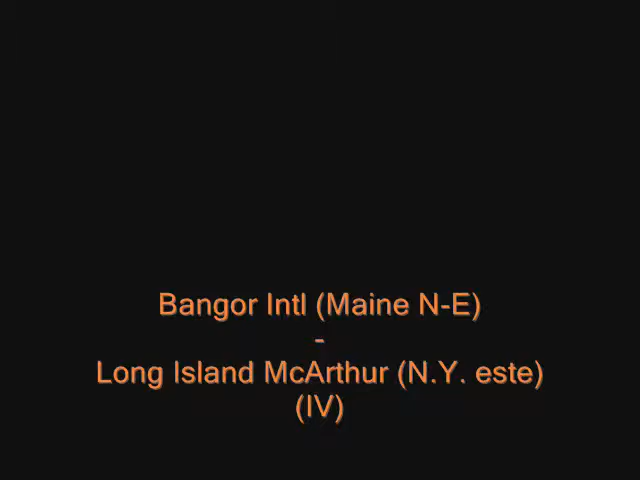 Bangor Intl (Maine N-E)
-
Long Island McArthur (N.Y. este)
(IV)